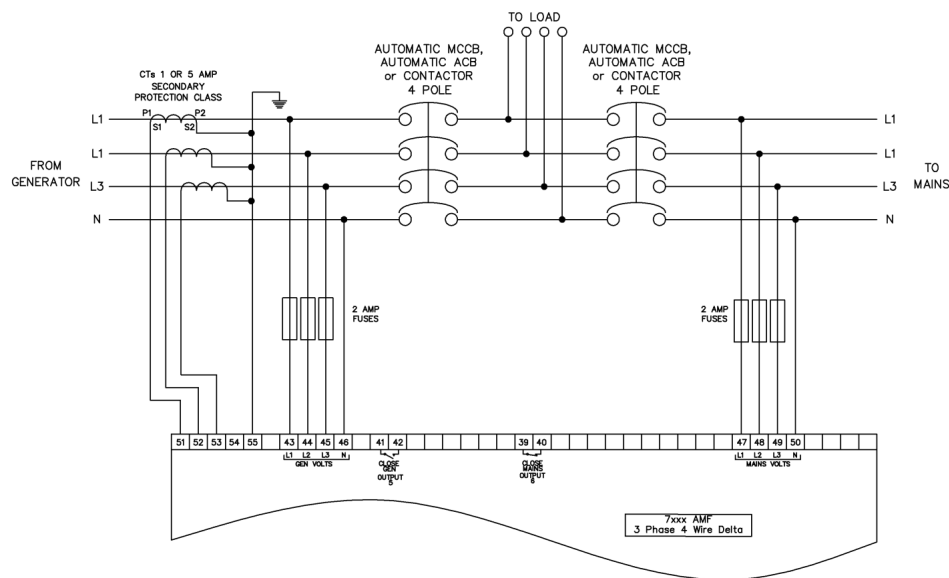 TO LOAD
AUTOMATIC MCCB,
AUTOMATIC ACB
or CONTACTOR
4 POLE
AUTOMATIC MCCB,
AUTOMATIC ACB
or CONTACTOR
4 POLE
CTs 1 OR 5 AMP
SECONDARY
PROTECTION CLASS
P1 P2
S1 S2
L1 L1
L1 L1
L3 L3
N N
FROM
GENERATOR
TO
MAINS
2 AMP
FUSES
2 AMP
FUSES
51 52 53 54 55 43 44 45 46 41 42 39 40 47 48 49 50
L1 L2 L3 N
GEN VOLTS
CLOSE
GEN
OUTPUT
5
CLOSE
MAINS
OUTPUT
6
L1 L2 L3 N
MAINS VOLTS
7xxx AMF
3 Phase 4 Wire Delta